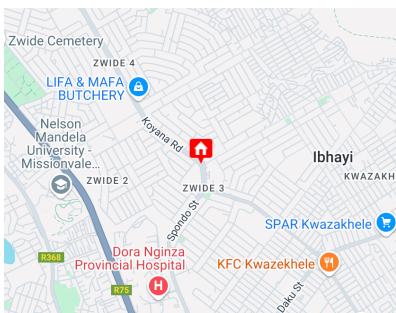 Zwide Cemetery
ZWIDE 4
LIFA & MAFA
BUTCHERY
Koyana Rd
Nelson
Mandela
University -
Missionvale...
Ibhayi
KWAZAKH
ZWIDE 2
ZWIDE 3
Spondo St
SPAR Kwazakhele
Dora Nginza
Provincial Hospital
R368
KFC Kwazekhele
H
R75
Daku St